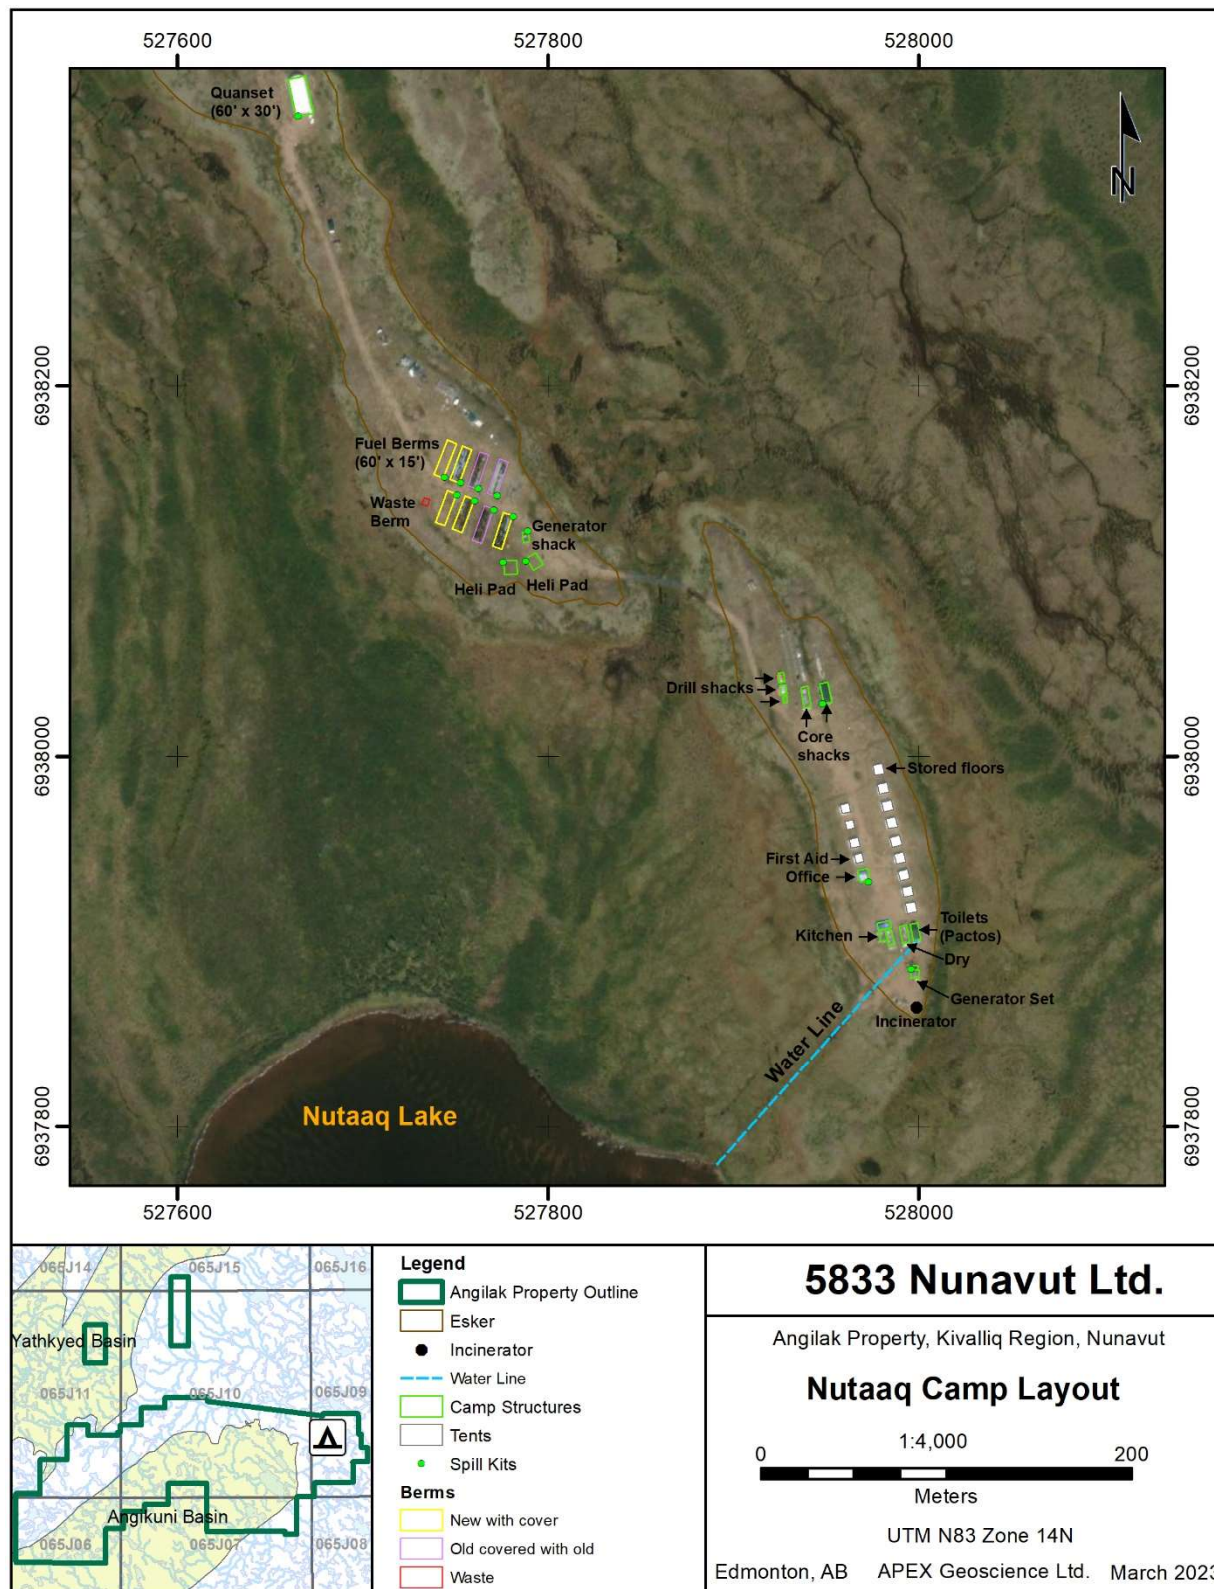 527600
527800
528000
Quanset
(60' x 30')
N
6938200
6938200
Fuel Berms
(60' x 15')
Waste
Berm
Generator
shack
Heli Pad
Heli Pad
Drill shacks
Core
shacks
6938000
6938000
Stored floors
First Aid
Office
Kitchen
Toilets
(Pactos)
Dry
Generator Set
Incinerator
Water Line
Nutaaq Lake
6937800
6937800
527600
527800
528000
065J14
065J15
065J16
Yathkyed Basin
065J11
065J10
065J09
Angikuni Basin
065J06
065J07
065J08
Legend
Angilak Property Outline
Esker
Incinerator
Water Line
Camp Structures
Tents
Spill Kits
Berms
New with cover
Old covered with old
Waste
5833 Nunavut Ltd.
Angilak Property, Kivalliq Region, Nunavut
Nutaaq Camp Layout
1:4,000
0
200
Meters
UTM N83 Zone 14N
Edmonton, AB
APEX Geoscience Ltd.
March 2023